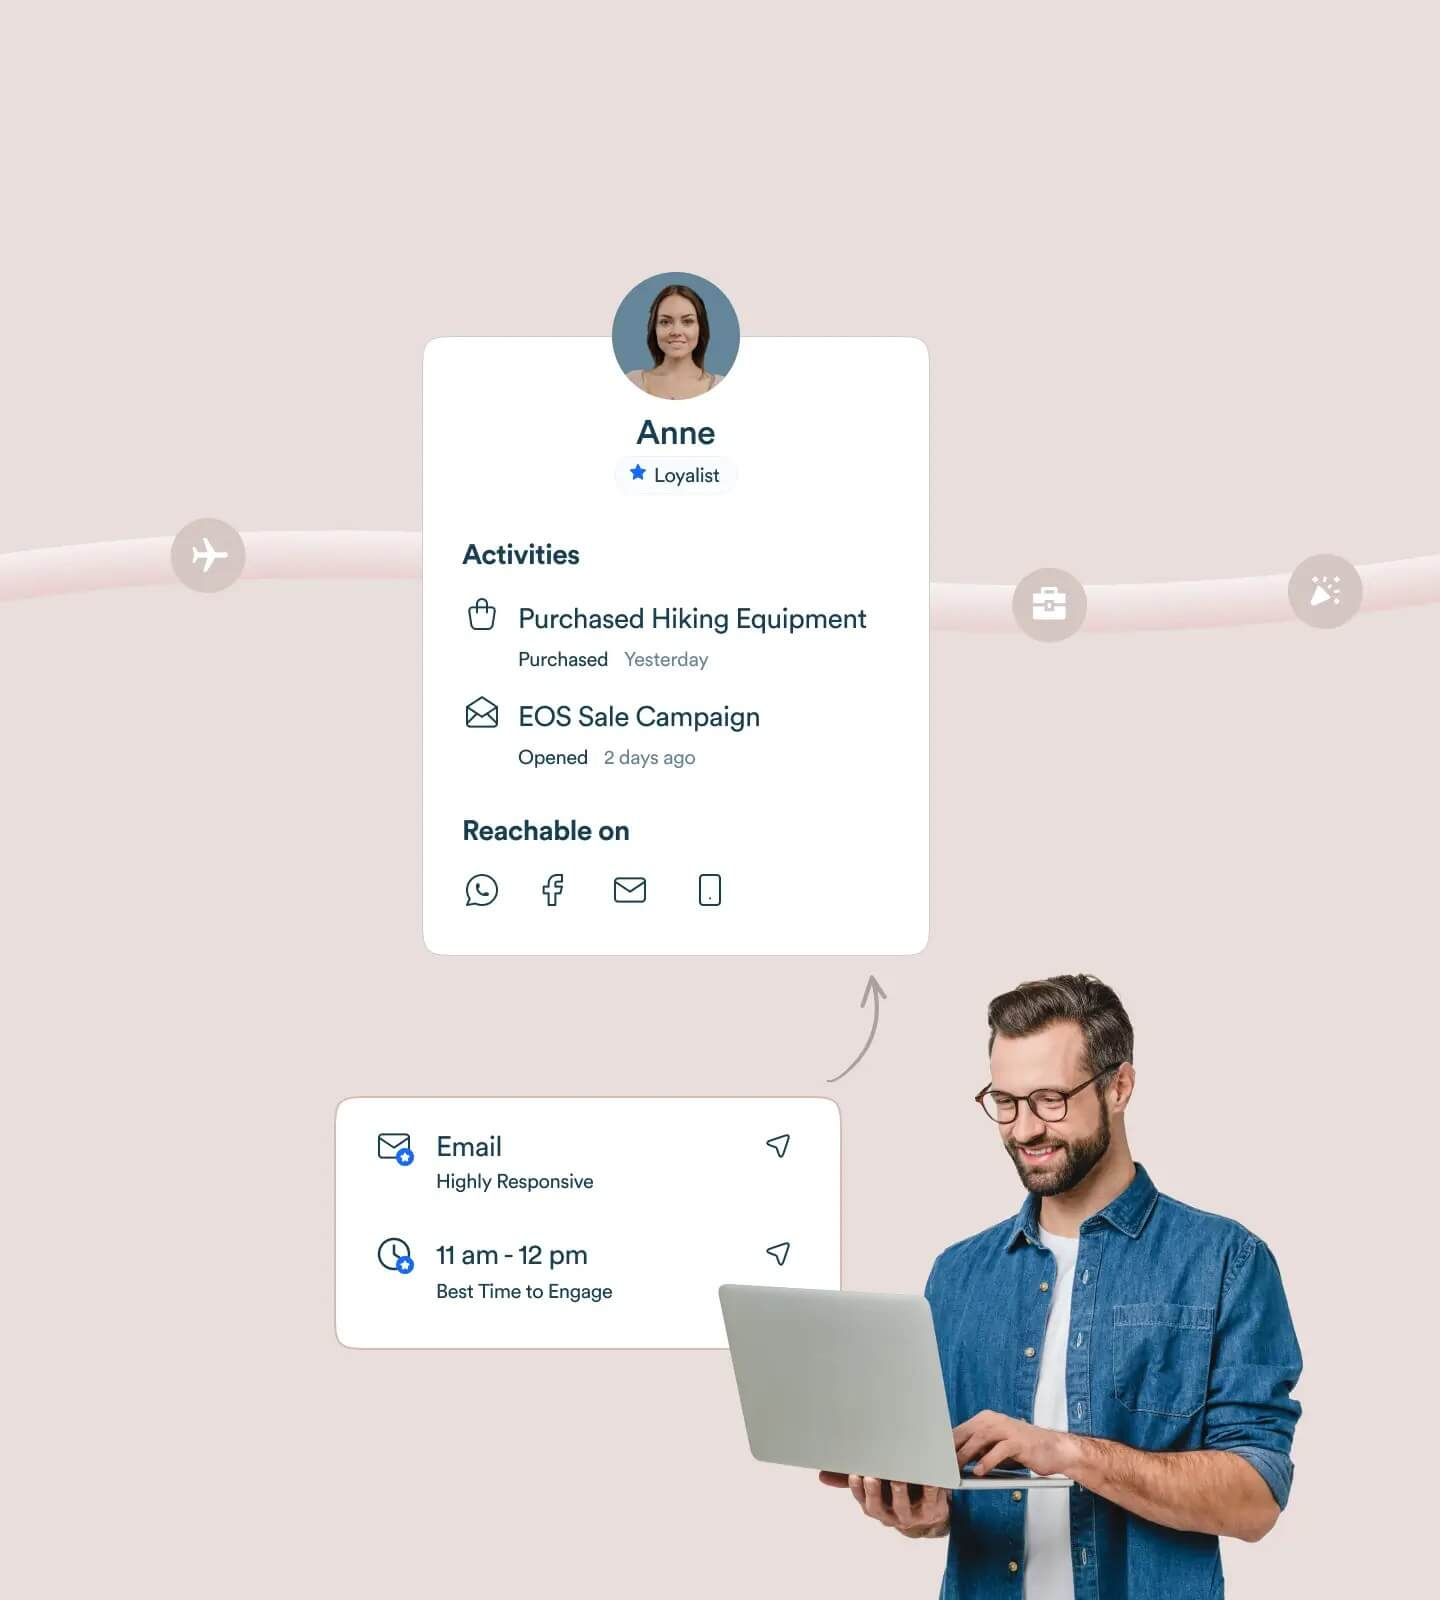 Anne
Loyalist
Activities
Purchased Hiking Equipment
Purchased Yesterday
EOS Sale Campaign
Opened 2 days ago
Reachable on
Email
Highly Responsive
11 am - 12 pm
Best Time to Engage